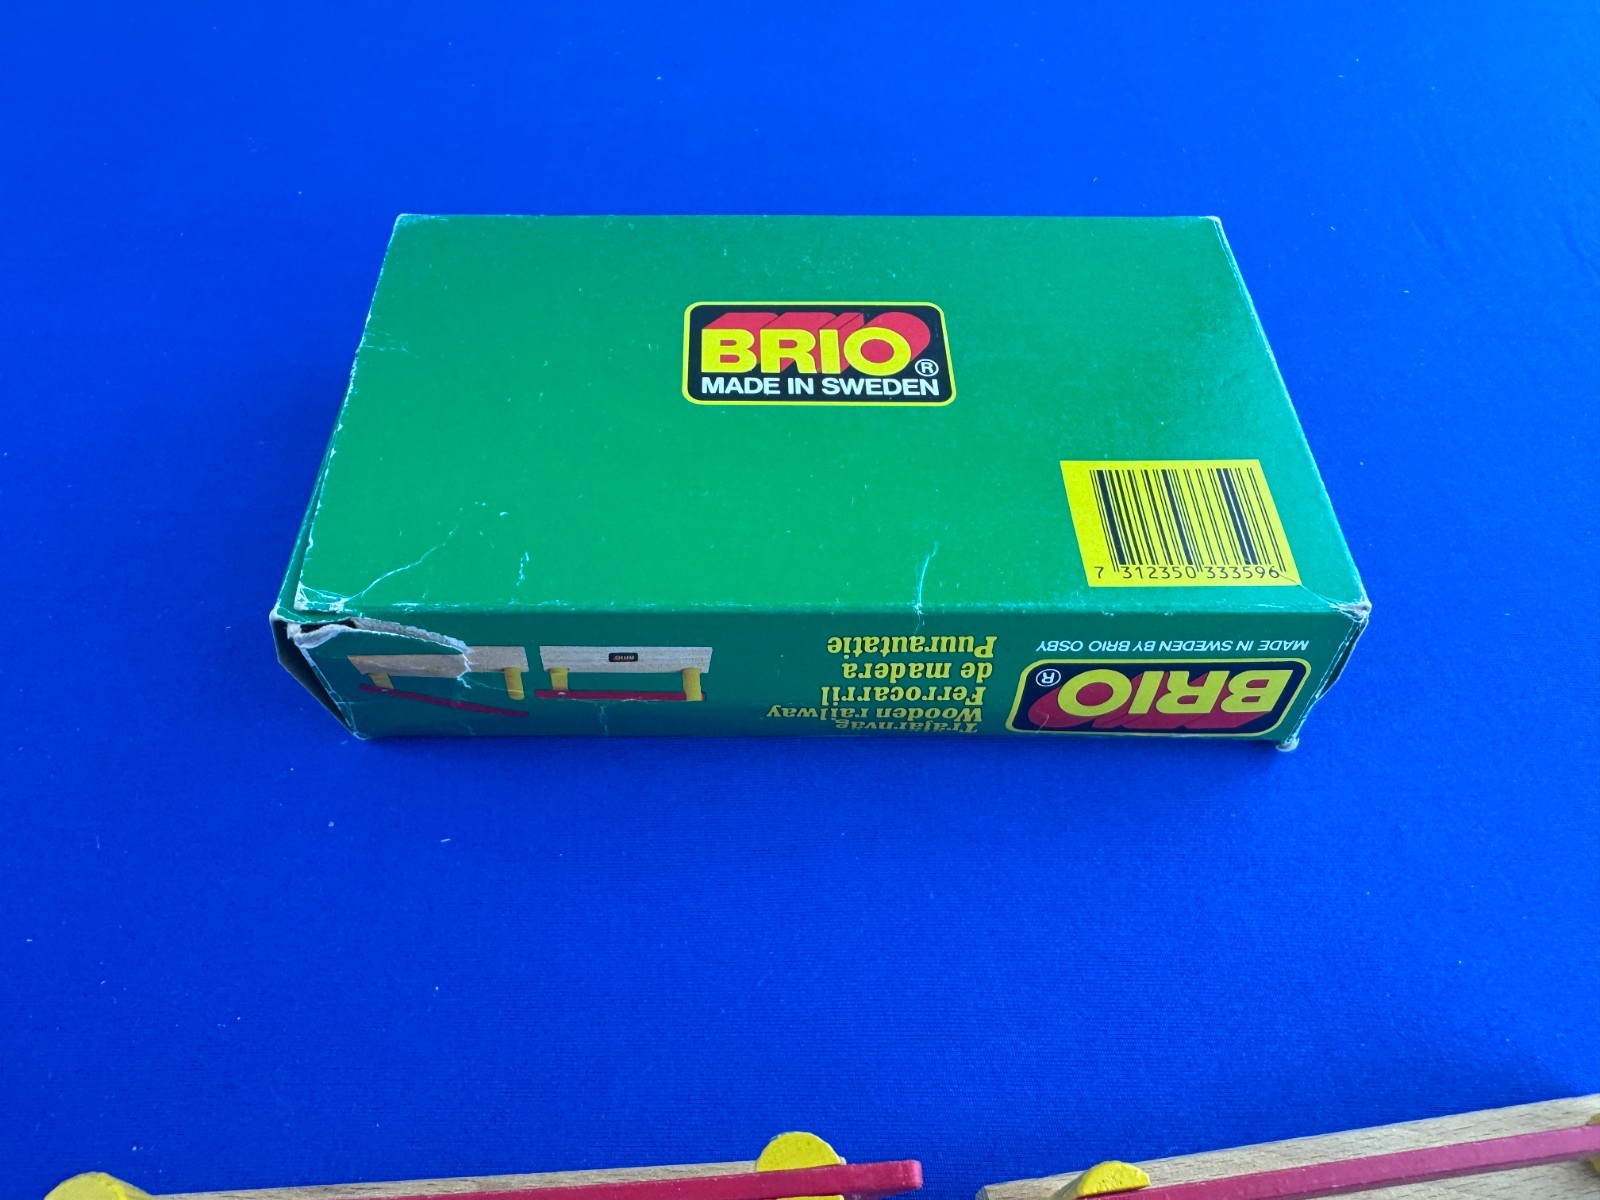 BRIO®
MADE IN SWEDEN
7 312350 333596
BRIO®
MADE IN SWEDEN BY BRIO OSBY
Träjärnväg
Wooden railway
Ferrocarril
de madera
Puurautatie
BRIO